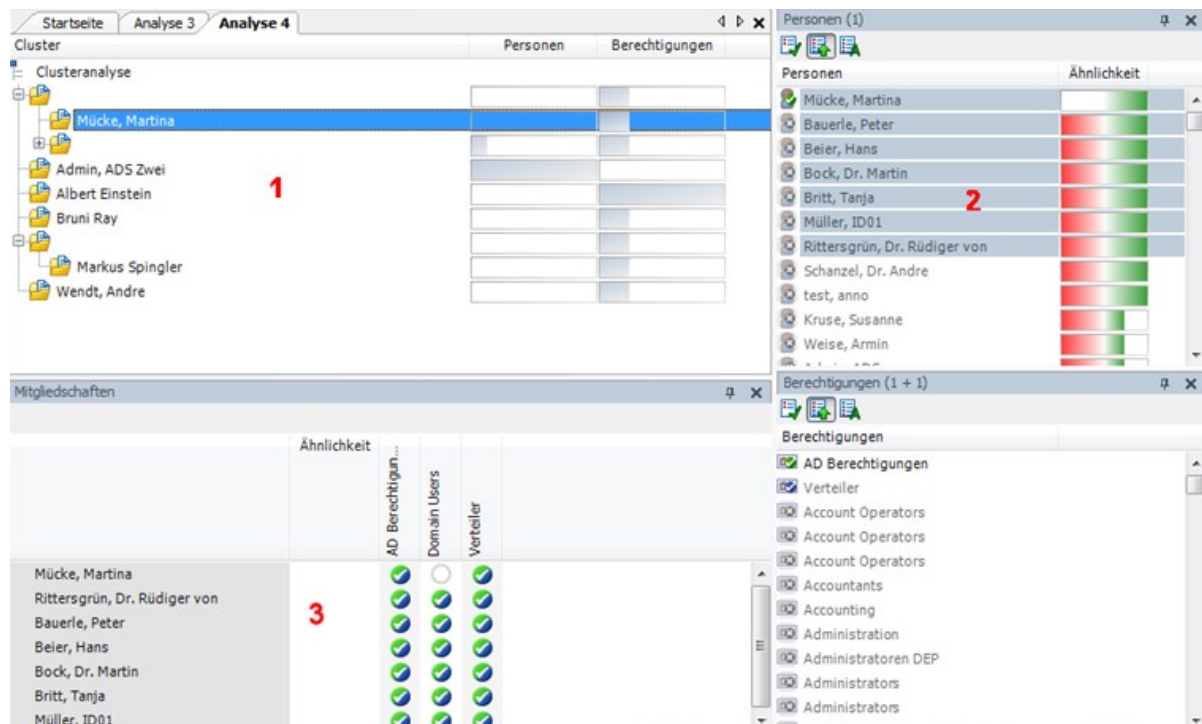 Startseite Analyse 3 Analyse 4
Cluster Personen Berechtigungen
Clusteranalyse
Mücke, Martina
Admin, ADS Zwei
1
Albert Einstein
Bruni Ray
Markus Spingler
Wendt, Andre
Personen (1)
Personen Ähnlichkeit
Mücke, Martina
Bauerle, Peter
Beier, Hans
Bock, Dr. Martin
Britt, Tanja
2
Müller, ID01
Rittersgrün, Dr. Rüdiger von
Schanzel, Dr. Andre
test, anno
Kruse, Susanne
Weise, Armin
Mitgliedschaften
Ähnlichkeit
AD Berechtigun...
Domain Users
Verteiler
Mücke, Martina
Rittersgrün, Dr. Rüdiger von
3
Bauerle, Peter
Beier, Hans
Bock, Dr. Martin
Britt, Tanja
Müller, ID01
Berechtigungen (1 + 1)
Berechtigungen
AD Berechtigungen
Verteiler
Account Operators
Account Operators
Account Operators
Accountants
Accounting
Administration
Administratoren DEP
Administrators
Administrators